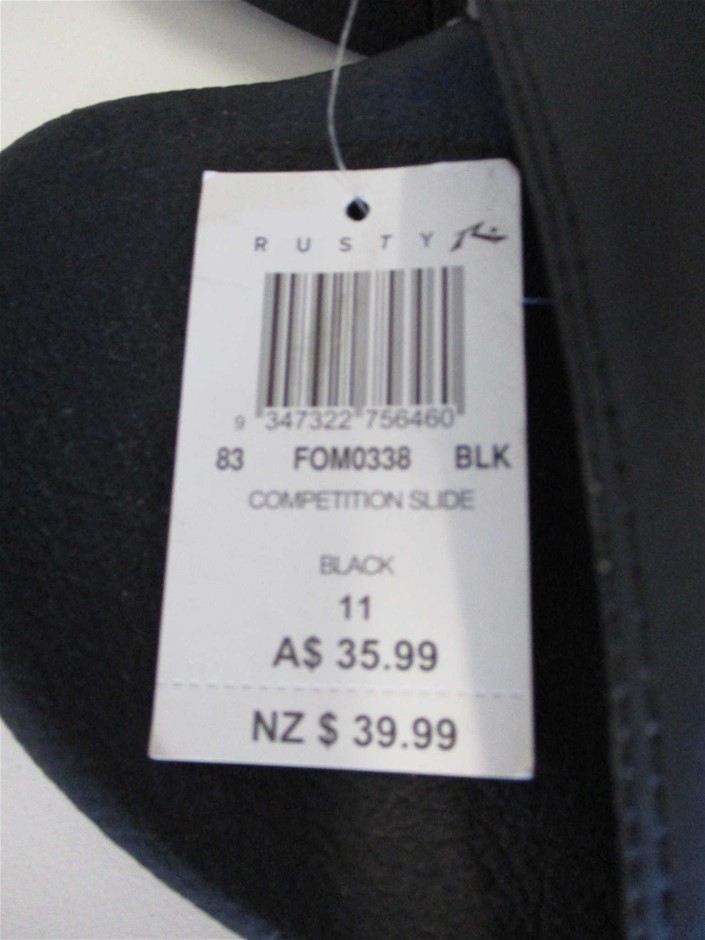 RUSTY
9 347322 756460
83 FOM0338 BLK
COMPETITION SLIDE
BLACK
11
A$ 35.99
NZ $ 39.99